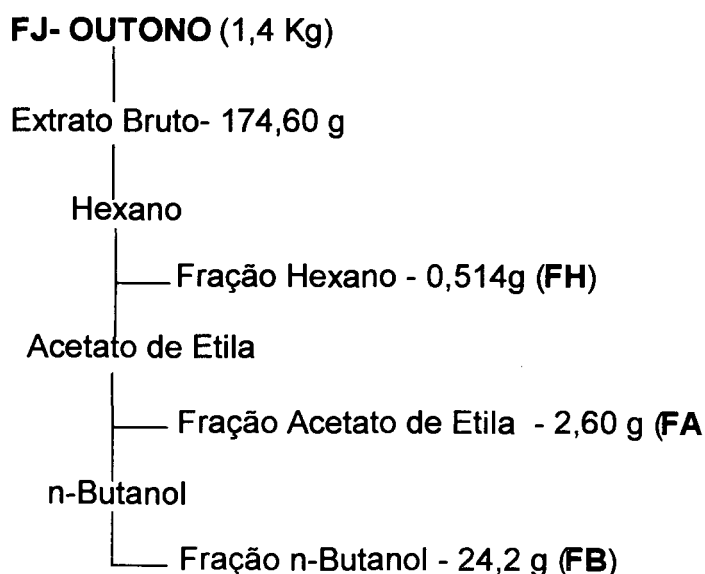 FJ- OUTONO (1,4 Kg)
Extrato Bruto- 174,60 g
Hexano
Fração Hexano - 0,514g (FH)
Acetato de Etila
Fração Acetato de Etila - 2,60 g (FA
n-Butanol
Fração n-Butanol - 24,2 g (FB)